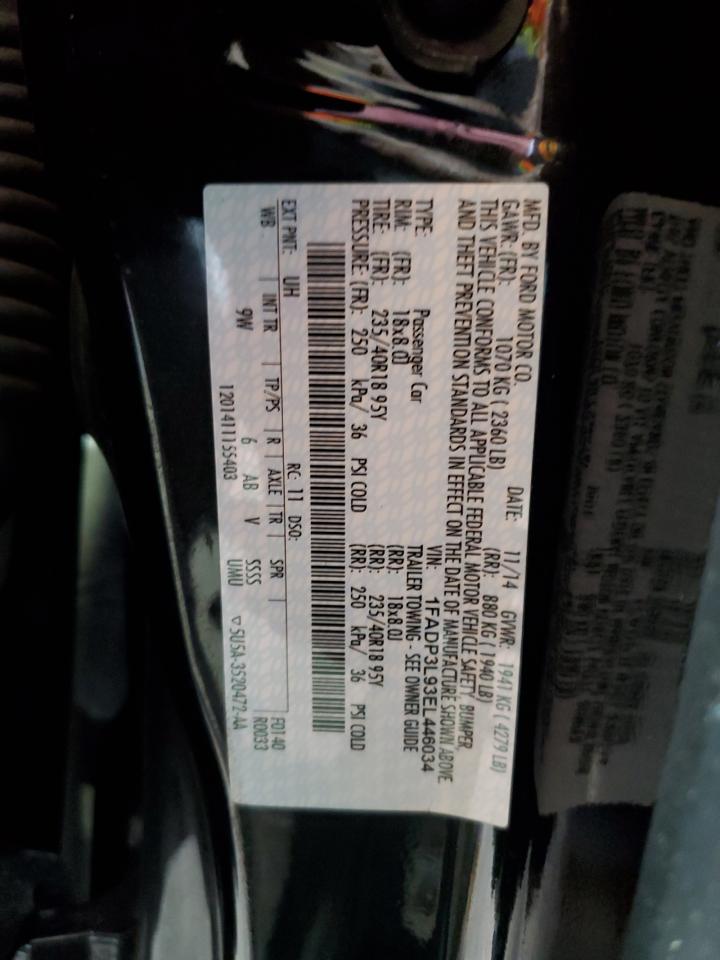 MFD. BY FORD MOTOR CO. DATE: 11/14 GVWR: 1941 KG ( 4279 LB)
GAWR: (FR): 1070 KG ( 2360 LB) (RR): 880 KG ( 1940 LB)
THIS VEHICLE CONFORMS TO ALL APPLICABLE FEDERAL MOTOR VEHICLE SAFETY, BUMPER,
AND THEFT PREVENTION STANDARDS IN EFFECT ON THE DATE OF MANUFACTURE SHOWN ABOVE
VIN: 1FADP3L93EL446034
TYPE: Passenger Car TRAILER TOWING - SEE OWNER GUIDE
RIM: (FR): 18x8.0J (RR): 18x8.0J
TIRE: (FR): 235/40R18 95Y (RR): 235/40R18 95Y
PRESSURE: (FR): 250 kPa/ 36 PSI COLD (RR): 250 kPa/ 36 PSI COLD
EXT PNT: UH RC: 11 DSO: F0140
WB INT TR TP/PS R AXLE TR SPR R0033
9W 6 AB V SSSS
UMU
1201411155403 ▽5U5A-3520472-AA